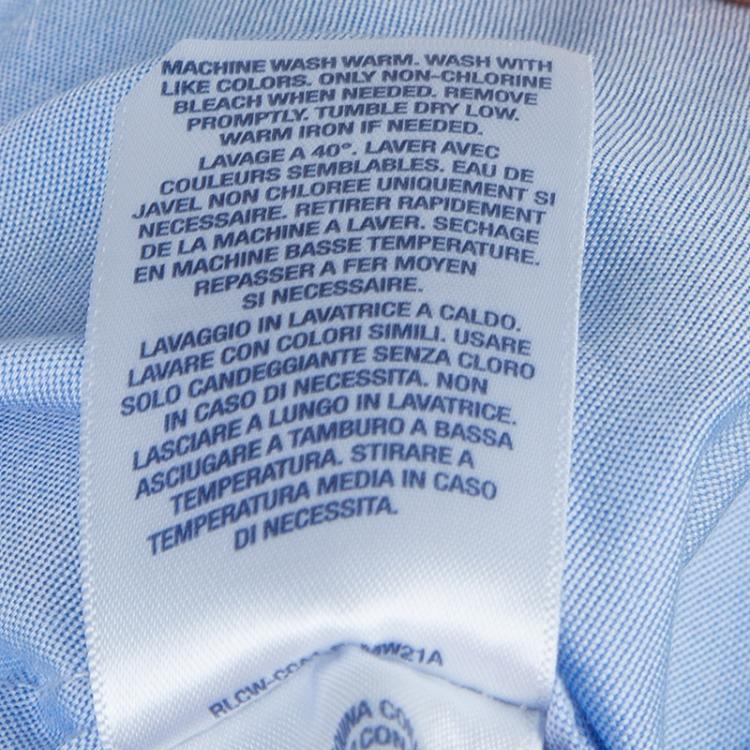 MACHINE WASH WARM. WASH WITH
LIKE COLORS. ONLY NON-CHLORINE
BLEACH WHEN NEEDED. REMOVE
PROMPTLY. TUMBLE DRY LOW.
WARM IRON IF NEEDED.
LAVAGE A 40°. LAVER AVEC
COULEURS SEMBLABLES. EAU DE
JAVEL NON CHLOREE UNIQUEMENT SI
NECESSAIRE. RETIRER RAPIDEMENT
DE LA MACHINE A LAVER. SECHAGE
EN MACHINE BASSE TEMPERATURE.
REPASSER A FER MOYEN
SI NECESSAIRE.
LAVAGGIO IN LAVATRICE A CALDO.
LAVARE CON COLORI SIMILI. USARE
SOLO CANDEGGIANTE SENZA CLORO
IN CASO DI NECESSITA. NON
LASCIARE A LUNGO IN LAVATRICE.
ASCIUGARE A TAMBURO A BASSA
TEMPERATURA. STIRARE A
TEMPERATURA MEDIA IN CASO
DI NECESSITA.